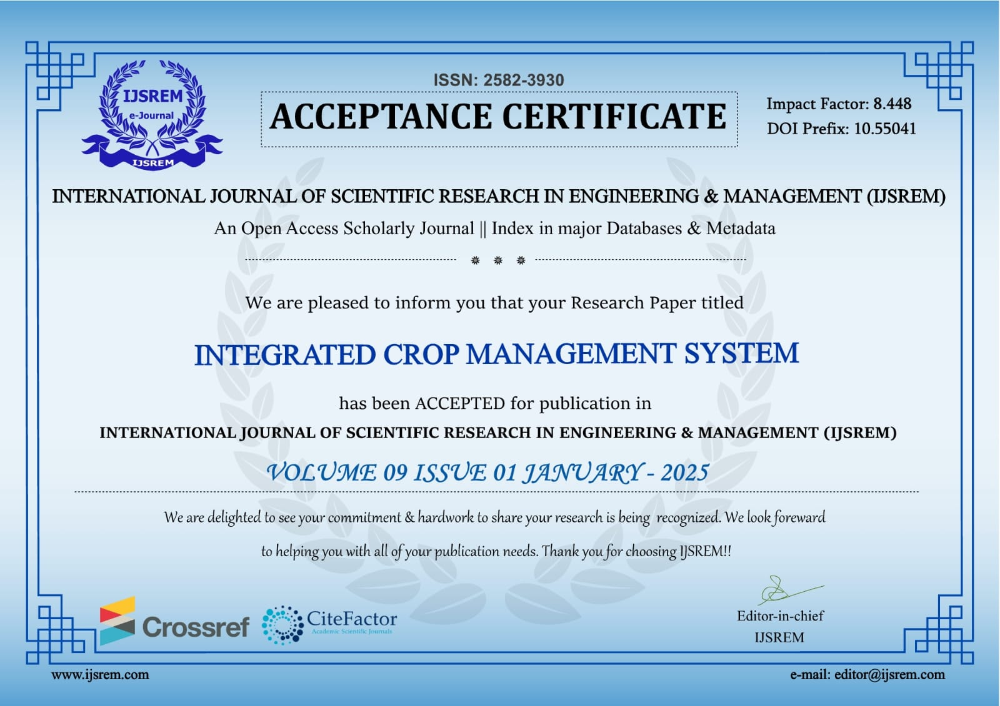 IJSREM
e-Journal
IJSREM
ISSN: 2582-3930
ACCEPTANCE CERTIFICATE
Impact Factor: 8.448
DOI Prefix: 10.55041
INTERNATIONAL JOURNAL OF SCIENTIFIC RESEARCH IN ENGINEERING & MANAGEMENT (IJSREM)
An Open Access Scholarly Journal || Index in major Databases & Metadata
We are pleased to inform you that your Research Paper titled
INTEGRATED CROP MANAGEMENT SYSTEM
has been ACCEPTED for publication in
INTERNATIONAL JOURNAL OF SCIENTIFIC RESEARCH IN ENGINEERING & MANAGEMENT (IJSREM)
VOLUME 09 ISSUE 01 JANUARY - 2025
We are delighted to see your commitment & hardwork to share your research is being recognized. We look foreward
to helping you with all of your publication needs. Thank you for choosing IJSREM!!
Crossref
CiteFactor
Academic Scientific Journals
Editor-in-chief
IJSREM
www.ijsrem.com
e-mail: editor@ijsrem.com